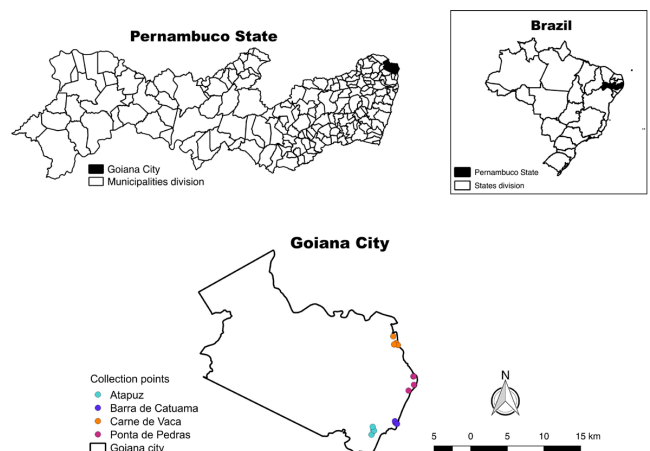 Pernambuco State
Goiana City
Municipalities division
Brazil
Pernambuco State
States division
Goiana City
Collection points
Atapuz
Barra de Catuama
Carne de Vaca
Ponta de Pedras
Goiana city
N
5 0 5 10 15 km